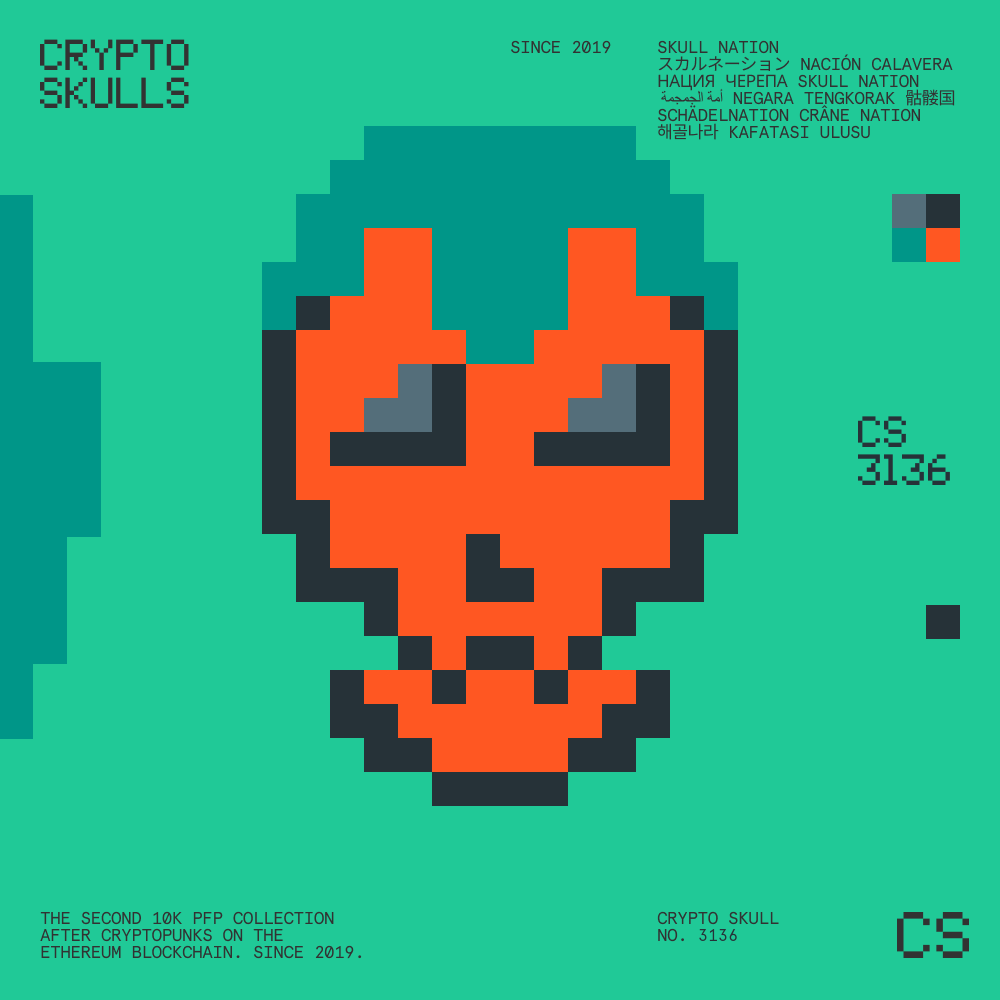 CRYPTO
SKULLS
SINCE 2019
SKULL NATION
スカルネーション NACIÓN CALAVERA
НАЦИЯ ЧЕРЕПА SKULL NATION
أمة الجمجمة NEGARA TENGKORAK 骷髏国
SCHÄDELNATION CRÂNE NATION
해골나라 KAFATASI ULUSU
CS
3136
THE SECOND 10K PFP COLLECTION
AFTER CRYPTOPUNKS ON THE
ETHEREUM BLOCKCHAIN. SINCE 2019.
CRYPTO SKULL
NO. 3136
CS